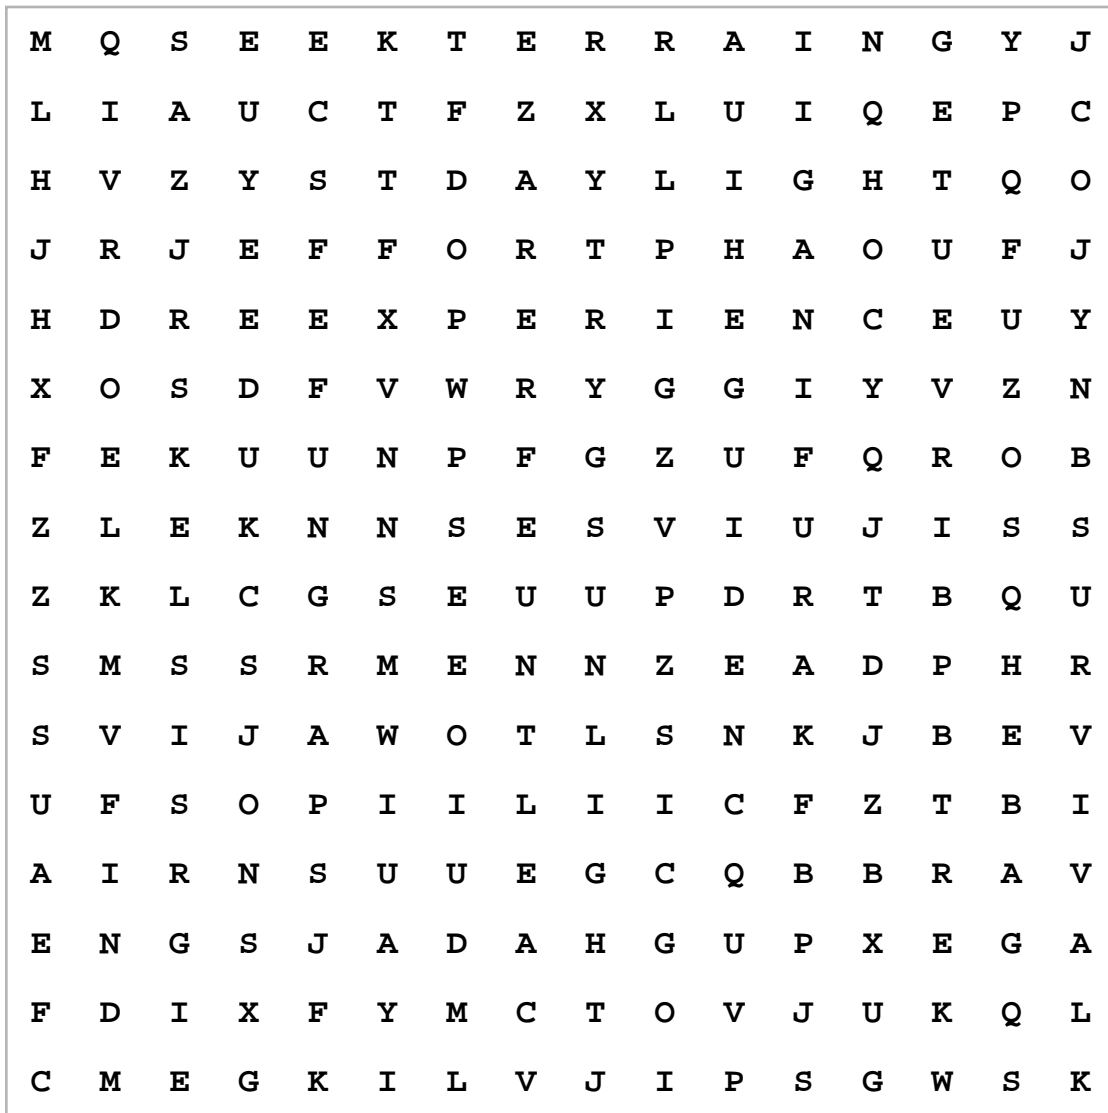 M Q S E E K T E R R A I N G Y J
L I A U C T F Z X L U I Q E P C
H V Z Y S T D A Y L I G H T Q O
J R J E F F O R T P H A O U F J
H D R E E X P E R I E N C E U Y
X O S D F V W R Y G G I Y V Z N
F E K U U N P F G Z U F Q R O B
Z L E K N N S E S V I U J I S S
Z K L C G S E U U P D R T B Q U
S M S S R M E N N Z E A D P H R
S V I J A W O T L S N K J B E V
U F S O P I I L I I C F Z T B I
A I R N S U U E G C Q B B R A V
E N G S J A D A H G U P X E G A
F D I X F Y M C T O V J U K Q L
C M E G K I L V J I P S G W S K